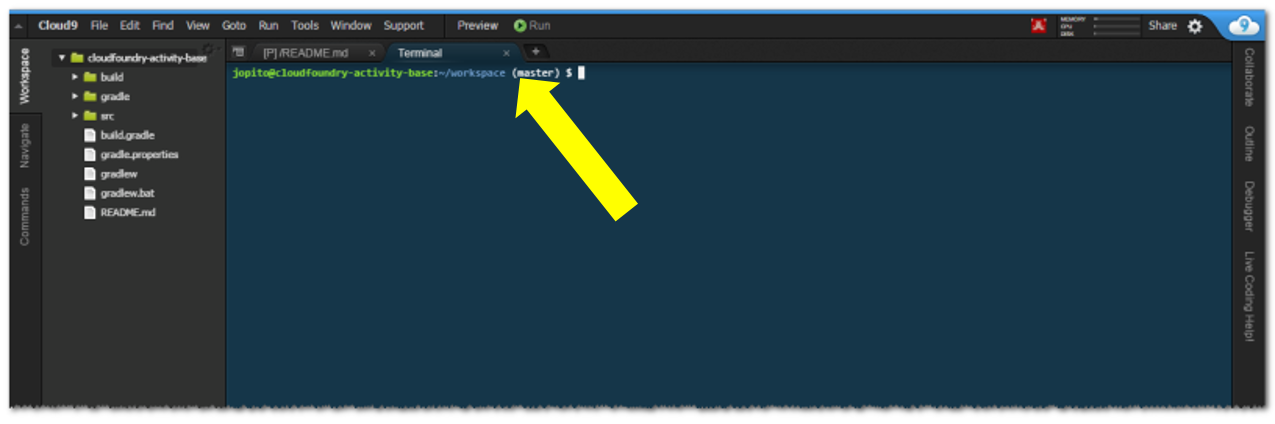 Cloud9 File Edit Find View Goto Run Tools Window Support Preview Run MEMORY CPU DISK Share 9
Workspace
Navigate
Commands
cloudfoundry-activity-base
build
gradle
src
build.gradle
gradle.properties
gradlew
gradlew.bat
README.md
[P] /README.md × Terminal × +
jopito@cloudfoundry-activity-base:~/workspace (master) $
Collaborate
Outline
Debugger
Live Coding Help!